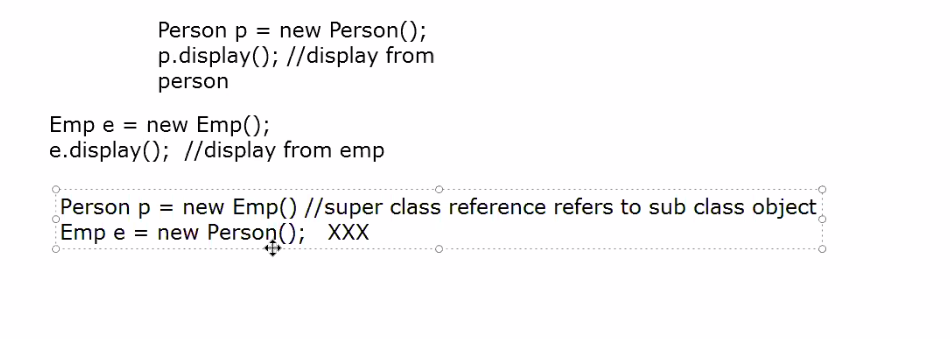 Person p = new Person();
p.display(); //display from
person
Emp e = new Emp();
e.display();  //display from emp
Person p = new Emp() //super class reference refers to sub class object
Emp e = new Person();   XXX